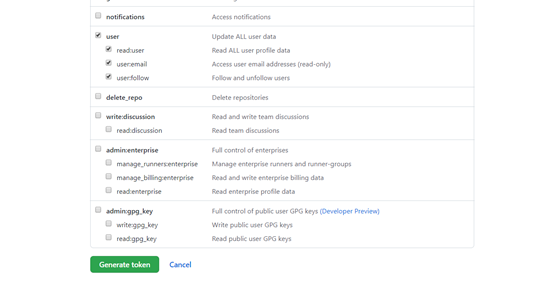 notifications Access notifications
user Update ALL user data
read:user Read ALL user profile data
user:email Access user email addresses (read-only)
user:follow Follow and unfollow users
delete_repo Delete repositories
write:discussion Read and write team discussions
read:discussion Read team discussions
admin:enterprise Full control of enterprises
manage_runners:enterprise Manage enterprise runners and runner-groups
manage_billing:enterprise Read and write enterprise billing data
read:enterprise Read enterprise profile data
admin:gpg_key Full control of public user GPG keys (Developer Preview)
write:gpg_key Write public user GPG keys
read:gpg_key Read public user GPG keys
Generate token Cancel